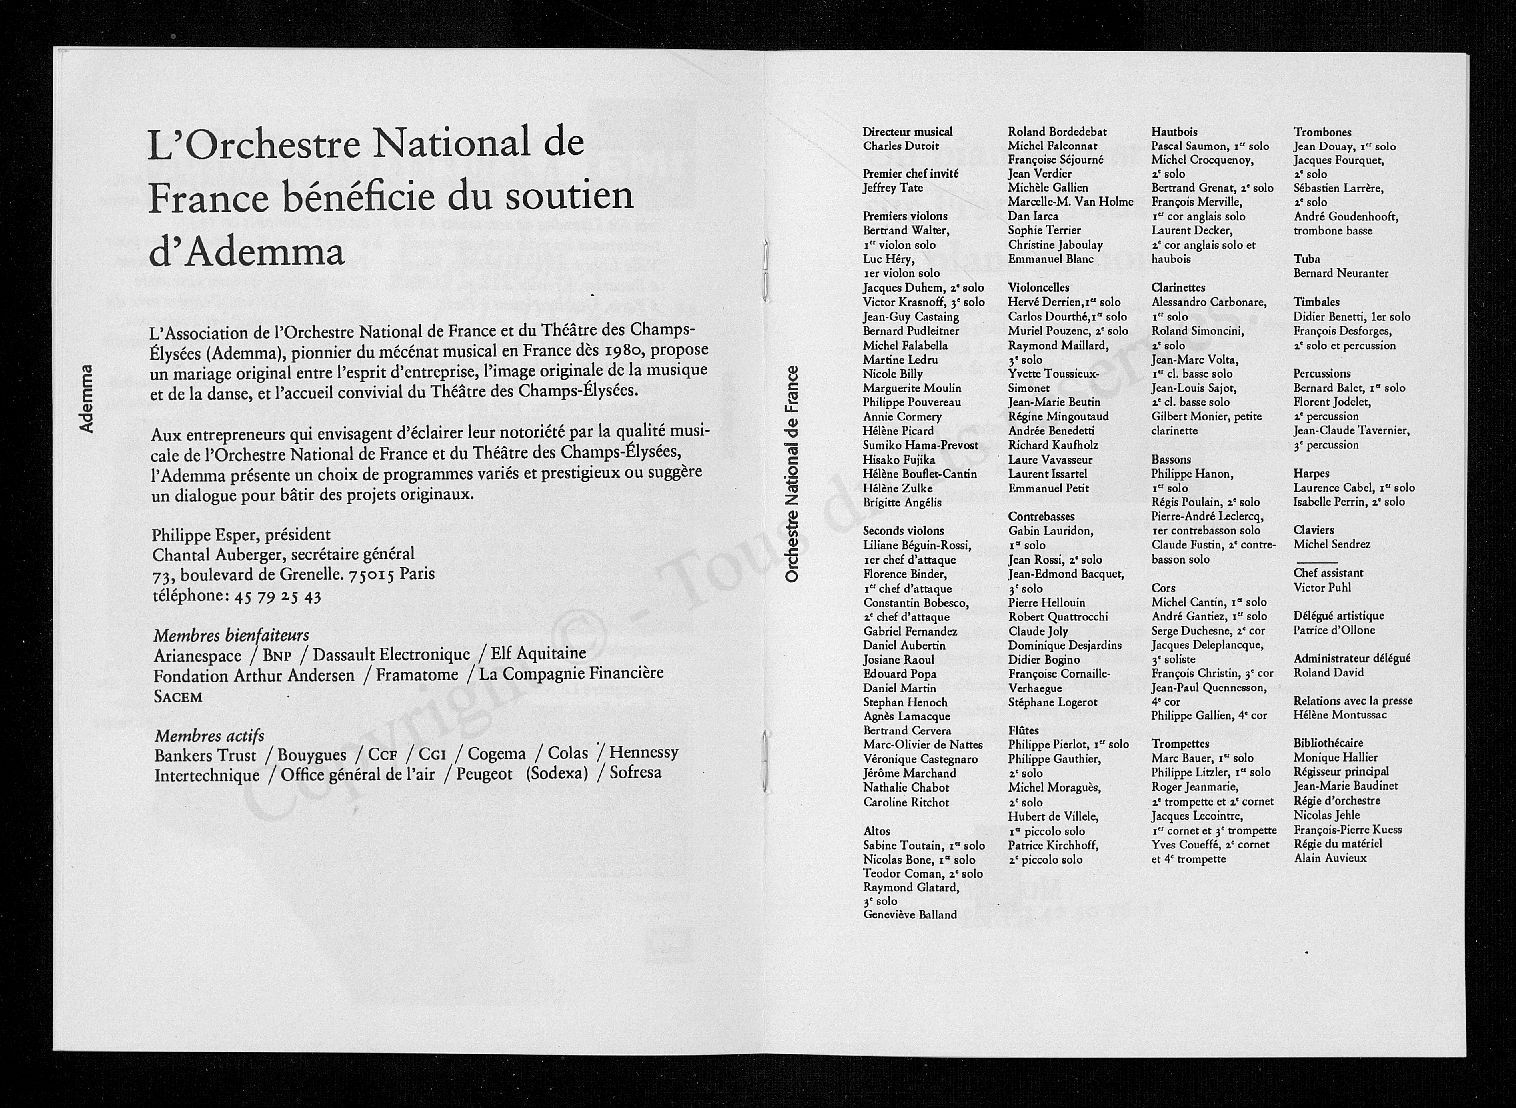 L'Orchestre National de
France bénéficie du soutien
d'Ademma
L'Association de l'Orchestre National de France et du Théâtre des Champs-
Élysées (Ademma), pionnier du mécénat musical en France dès 1980, propose
un mariage original entre l'esprit d'entreprise, l'image originale de la musique
et de la danse, et l'accueil convivial du Théâtre des Champs-Élysées.
Aux entrepreneurs qui envisagent d'éclairer leur notoriété par la qualité musi-
cale de l'Orchestre National de France et du Théâtre des Champs-Élysées,
l'Ademma présente un choix de programmes variés et prestigieux ou suggère
un dialogue pour bâtir des projets originaux.
Philippe Esper, président
Chantal Auberger, secrétaire général
73, boulevard de Grenelle. 75015 Paris
téléphone: 45 79 25 43
Membres bienfaiteurs
Arianespace / BNP / Dassault Electronique / Elf Aquitaine
Fondation Arthur Andersen / Framatome / La Compagnie Financière
SACEM
Membres actifs
Bankers Trust / Bouygues / CCF / CGI / Cogema / Colas / Hennessy
Intertechnique / Office général de l'air / Peugeot (Sodexa) / Sofresa
Ademma
Orchestre National de France
Directeur musical
Charles Dutoit
Premier chef invité
Jeffrey Tate
Premiers violons
Bertrand Walter,
1er violon solo
Luc Héry,
1er violon solo
Jacques Duhem, 2e solo
Victor Krasnoff, 3e solo
Jean-Guy Castaing
Bernard Pudleitner
Michel Falabella
Martine Ledru
Nicole Billy
Marguerite Moulin
Philippe Pouvereau
Annie Cormery
Hélène Picard
Sumiko Hama-Prevost
Hisako Fujika
Hélène Bouflet-Cantin
Hélène Zulke
Brigitte Angélis
Seconds violons
Liliane Béguin-Rossi,
1er chef d'attaque
Florence Binder,
1er chef d'attaque
Constantin Bobesco,
2e chef d'attaque
Gabriel Fernandez
Daniel Aubertin
Josiane Raoul
Edouard Popa
Daniel Martin
Stephan Henoch
Agnès Lamacque
Bertrand Cervera
Marc-Olivier de Nattes
Véronique Castegnaro
Jérôme Marchand
Nathalie Chabot
Caroline Ritchot
Altos
Sabine Toutain, 1er solo
Nicolas Bone, 1er solo
Teodor Coman, 2e solo
Raymond Glatard,
3e solo
Geneviève Balland
Roland Bordedebat
Michel Falconnat
Françoise Séjourné
Jean Verdier
Michèle Gallien
Marcelle-M. Van Holme
Dan Iarca
Sophie Terrier
Christine Jaboulay
Emmanuel Blanc
Violoncelles
Hervé Derrien,1er solo
Carlos Dourthé,1er solo
Muriel Pouzenc, 2e solo
Raymond Maillard,
3e solo
Yvette Toussieux-
Simonet
Jean-Marie Beutin
Régine Mingoutaud
Andrée Benedetti
Richard Kaufholz
Laure Vavasseur
Laurent Issartel
Emmanuel Petit
Contrebasses
Gabin Lauridon,
1er solo
Jean Rossi, 2e solo
Jean-Edmond Bacquet,
3e solo
Pierre Hellouin
Robert Quattrocchi
Claude Joly
Dominique Desjardins
Didier Bogino
Françoise Cornaille-
Verhaegue
Stéphane Logerot
Flûtes
Philippe Pierlot, 1er solo
Philippe Gauthier,
2e solo
Michel Moraguès,
2e solo
Hubert de Villele,
1er piccolo solo
Patrice Kirchhoff,
2e piccolo solo
Hautbois
Pascal Saumon, 1er solo
Michel Crocquenoy,
2e solo
Bertrand Grenat, 2e solo
François Merville,
1er cor anglais solo
Laurent Decker,
2e cor anglais solo et
haubois
Clarinettes
Alessandro Carbonare,
1er solo
Roland Simoncini,
2e solo
Jean-Marc Volta,
1er cl. basse solo
Jean-Louis Sajot,
2e cl. basse solo
Gilbert Monier, petite
clarinette
Bassons
Philippe Hanon,
1er solo
Régis Poulain, 2e solo
Pierre-André Leclercq,
1er contrebasson solo
Claude Fustin, 2e contre-
basson solo
Cors
Michel Cantin, 1er solo
André Gantiez, 1er solo
Serge Duchesne, 2e cor
Jacques Deleplancque,
3e soliste
François Christin, 3e cor
Jean-Paul Quennesson,
4e cor
Philippe Gallien, 4e cor
Trompettes
Marc Bauer, 1er solo
Philippe Litzler, 1er solo
Roger Jeanmarie,
2e trompette et 2e cornet
Jacques Lecointre,
1er cornet et 3e trompette
Yves Coueffé, 2e cornet
et 4e trompette
Trombones
Jean Douay, 1er solo
Jacques Fourquet,
2e solo
Sébastien Larrère,
2e solo
André Goudenhooft,
trombone basse
Tuba
Bernard Neuranter
Timbales
Didier Benetti, 1er solo
François Desforges,
2e solo et percussion
Percussions
Bernard Balet, 1er solo
Florent Jodelet,
2e percussion
Jean-Claude Tavernier,
3e percussion
Harpes
Laurence Cabel, 1er solo
Isabelle Perrin, 2e solo
Claviers
Michel Sendrez
Chef assistant
Victor Puhl
Délégué artistique
Patrice d'Ollone
Administrateur délégué
Roland David
Relations avec la presse
Hélène Montussac
Bibliothécaire
Monique Hallier
Régisseur principal
Jean-Marie Baudinet
Régie d'orchestre
Nicolas Jehle
François-Pierre Kuess
Régie du matériel
Alain Auvieux